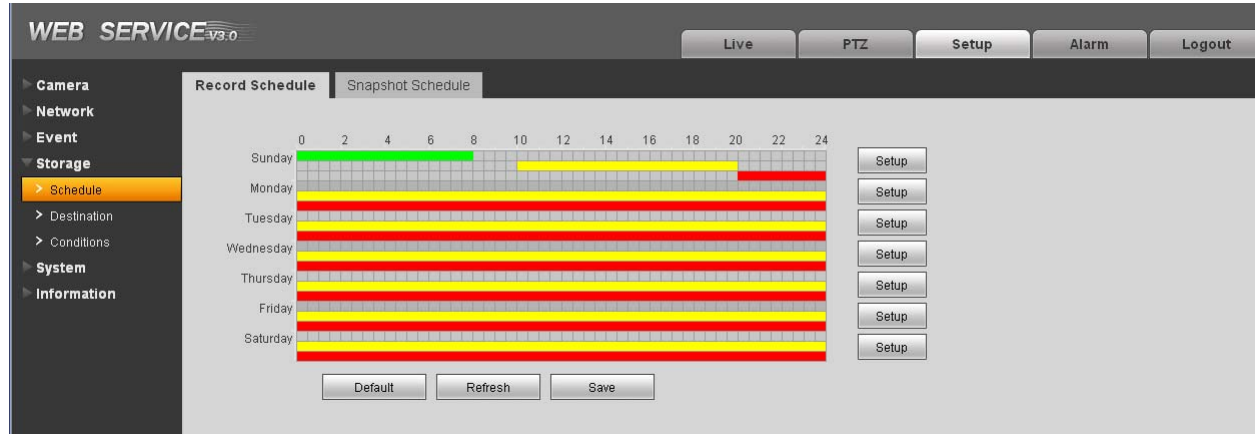 WEB SERVICE V3.0
Live PTZ Setup Alarm Logout
Camera
Network
Event
Storage
> Schedule
> Destination
> Conditions
System
Information
Record Schedule Snapshot Schedule
0 2 4 6 8 10 12 14 16 18 20 22 24
Sunday Setup
Monday Setup
Tuesday Setup
Wednesday Setup
Thursday Setup
Friday Setup
Saturday Setup
Default Refresh Save